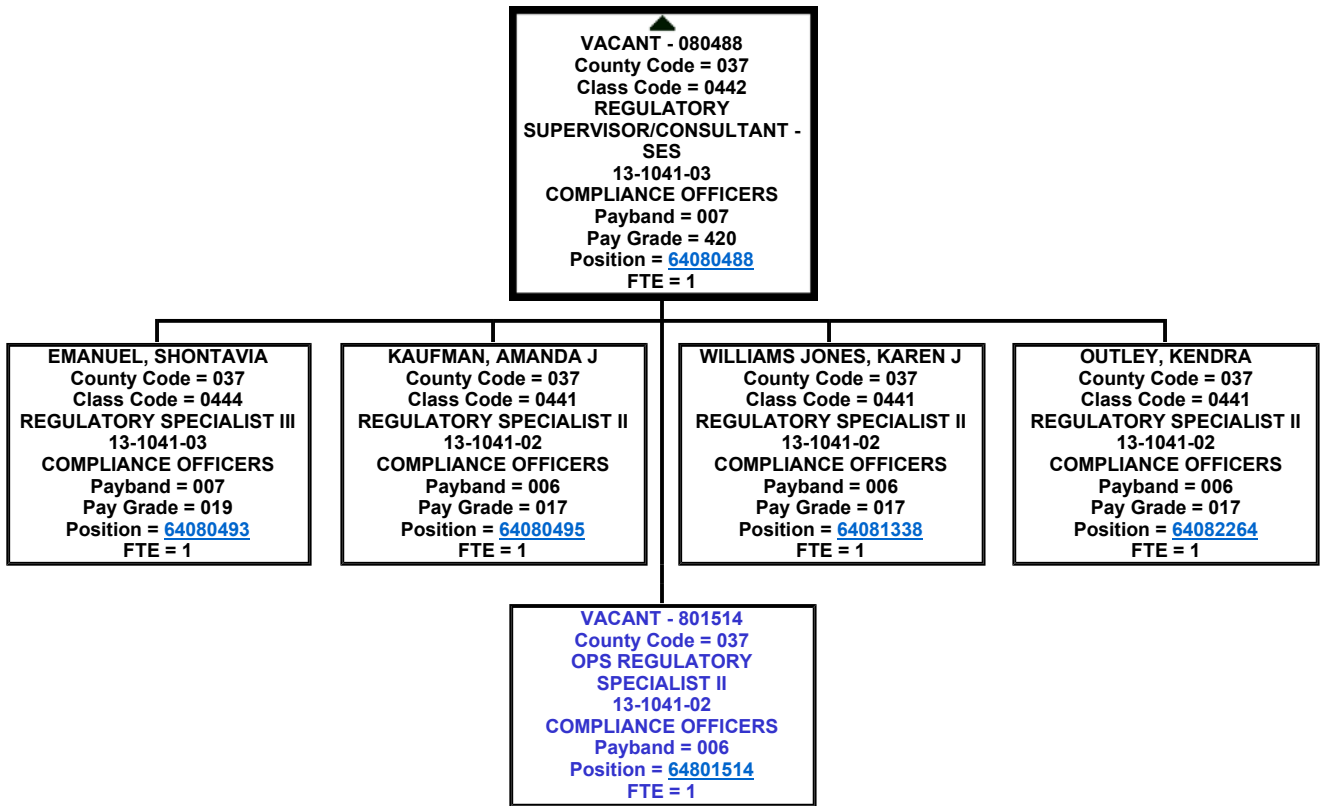 VACANT - 080488
County Code = 037
Class Code = 0442
REGULATORY
SUPERVISOR/CONSULTANT -
SES
13-1041-03
COMPLIANCE OFFICERS
Payband = 007
Pay Grade = 420
Position = 64080488
FTE = 1
EMANUEL, SHONTAVIA
County Code = 037
Class Code = 0444
REGULATORY SPECIALIST III
13-1041-03
COMPLIANCE OFFICERS
Payband = 007
Pay Grade = 019
Position = 64080493
FTE = 1
KAUFMAN, AMANDA J
County Code = 037
Class Code = 0441
REGULATORY SPECIALIST II
13-1041-02
COMPLIANCE OFFICERS
Payband = 006
Pay Grade = 017
Position = 64080495
FTE = 1
WILLIAMS JONES, KAREN J
County Code = 037
Class Code = 0441
REGULATORY SPECIALIST II
13-1041-02
COMPLIANCE OFFICERS
Payband = 006
Pay Grade = 017
Position = 64081338
FTE = 1
OUTLEY, KENDRA
County Code = 037
Class Code = 0441
REGULATORY SPECIALIST II
13-1041-02
COMPLIANCE OFFICERS
Payband = 006
Pay Grade = 017
Position = 64082264
FTE = 1
VACANT - 801514
County Code = 037
OPS REGULATORY
SPECIALIST II
13-1041-02
COMPLIANCE OFFICERS
Payband = 006
Position = 64801514
FTE = 1